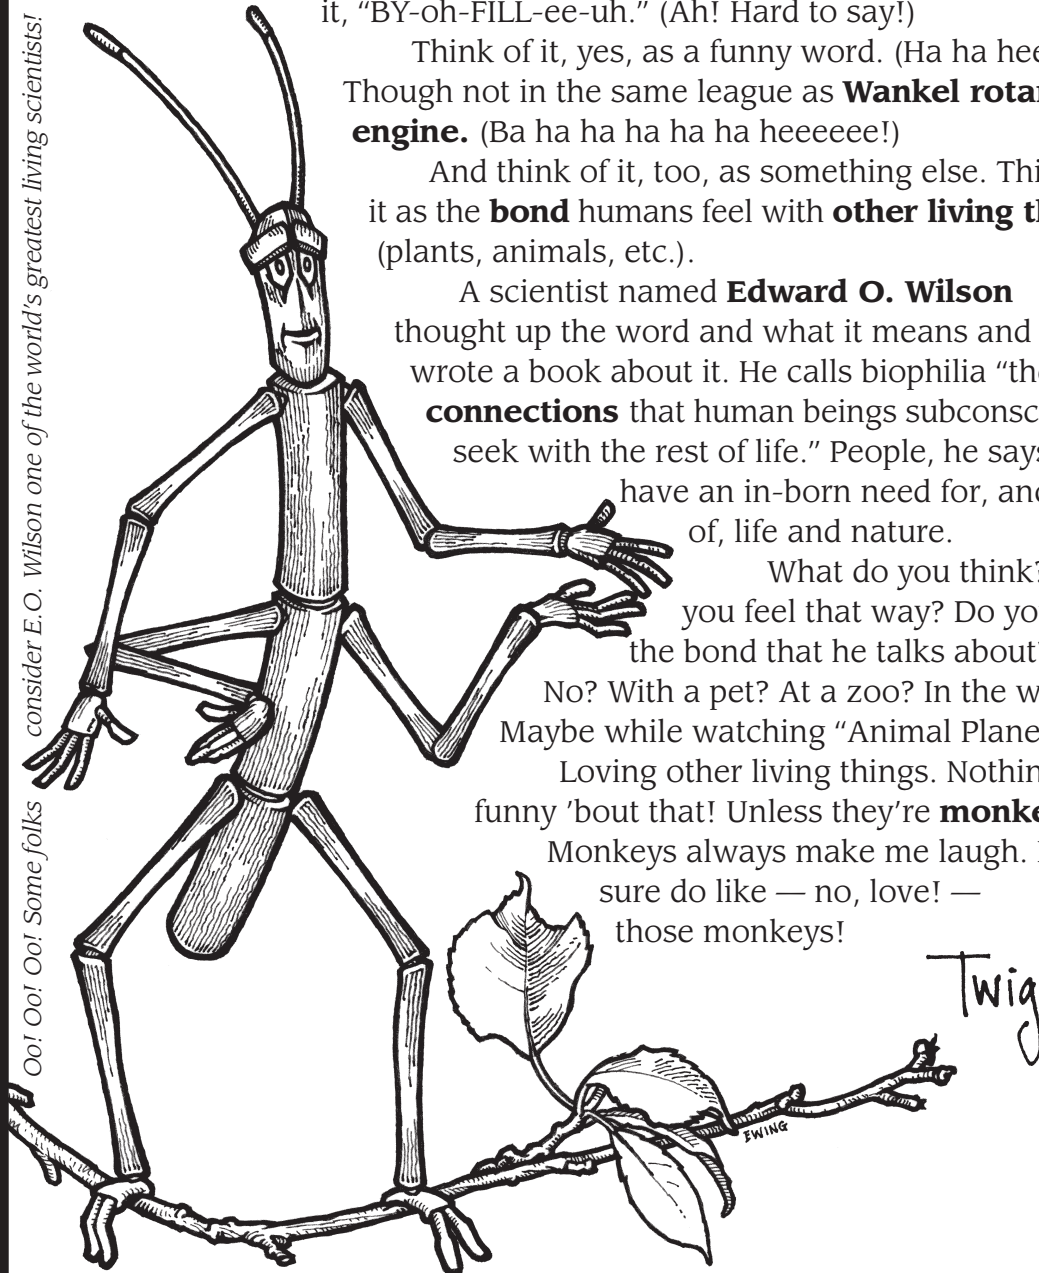 it, “BY-oh-FILL-ee-uh.” (Ah! Hard to say!)
Think of it, yes, as a funny word. (Ha ha hee
Though not in the same league as Wankel rotar
engine. (Ba ha ha ha ha ha heeeeee!)
And think of it, too, as something else. Thi
it as the bond humans feel with other living th
(plants, animals, etc.).
A scientist named Edward O. Wilson
thought up the word and what it means and
wrote a book about it. He calls biophilia “the
connections that human beings subconsc
seek with the rest of life.” People, he says
have an in-born need for, and
of, life and nature.
What do you think?
you feel that way? Do yo
the bond that he talks about?
No? With a pet? At a zoo? In the w
Maybe while watching “Animal Plane
Loving other living things. Nothin
funny ’bout that! Unless they’re monke
Monkeys always make me laugh. I
sure do like — no, love! —
those monkeys!
Twig
EWING
Oo! Oo! Oo! Some folks consider E.O. Wilson one of the world's greatest living scientists!